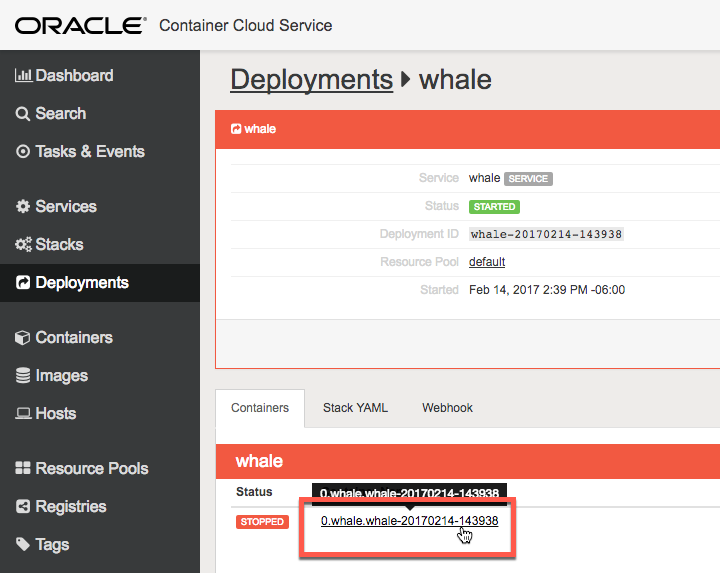 ORACLE® Container Cloud Service
Dashboard
Search
Tasks & Events
Services
Stacks
Deployments
Containers
Images
Hosts
Resource Pools
Registries
Tags
Deployments whale
whale
Service whale SERVICE
Status STARTED
Deployment ID whale-20170214-143938
Resource Pool default
Started Feb 14, 2017 2:39 PM -06:00
Containers Stack YAML Webhook
whale
Status 0.whale.whale-20170214-143938
STOPPED 0.whale.whale-20170214-143938